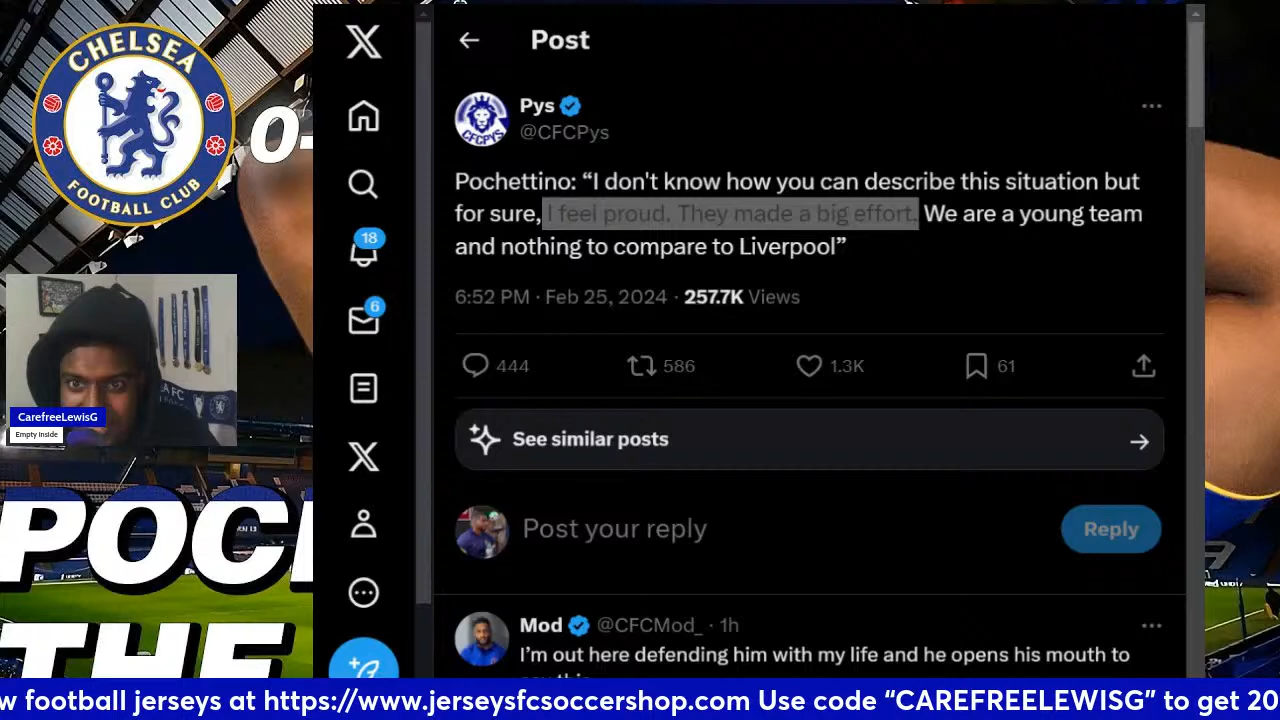 CHELSEA
FOOTBALL CLUB
0-
Post
Pys
@CFCPys
Pochettino: “I don't know how you can describe this situation but
for sure, I feel proud. They made a big effort. We are a young team
and nothing to compare to Liverpool”
6:52 PM · Feb 25, 2024 · 257.7K Views
18
6
444
586
1.3K
61
See similar posts
Post your reply
Reply
Mod @CFCMod_ · 1h
I’m out here defending him with my life and he opens his mouth to
CFCPYS
CarefreeLewisG
Empty Inside
POC
THE
w football jerseys at https://www.jerseysfcsoccershop.com Use code “CAREFREELEWISG” to get 20